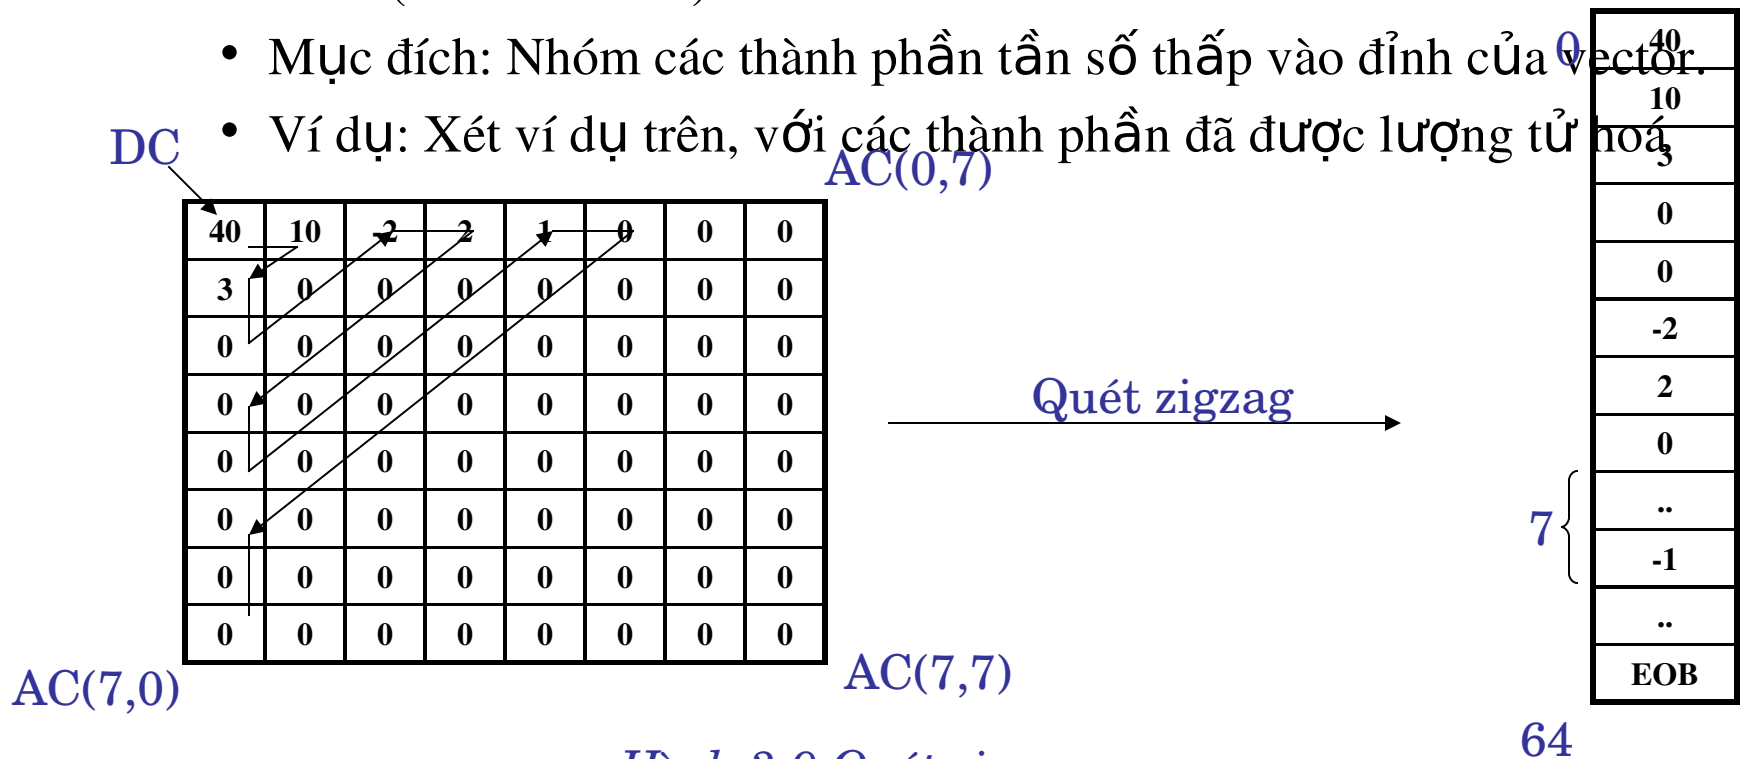 • Mục đích: Nhóm các thành phần tần số thấp vào đỉnh của vector.
• Ví dụ: Xét ví dụ trên, với các thành phần đã được lượng tử hoá
DC
AC(0,7)
40 10 -2 2 1 0 0 0
3 0 0 0 0 0 0 0
0 0 0 0 0 0 0 0
0 0 0 0 0 0 0 0
0 0 0 0 0 0 0 0
0 0 0 0 0 0 0 0
0 0 0 0 0 0 0 0
0 0 0 0 0 0 0 0
AC(7,0)
AC(7,7)
Quét zigzag
0
40
10
3
0
0
-2
2
0
..
7
-1
..
EOB
64